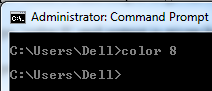 Administrator: Command Prompt
C:\Users\Dell>color 8
C:\Users\Dell>